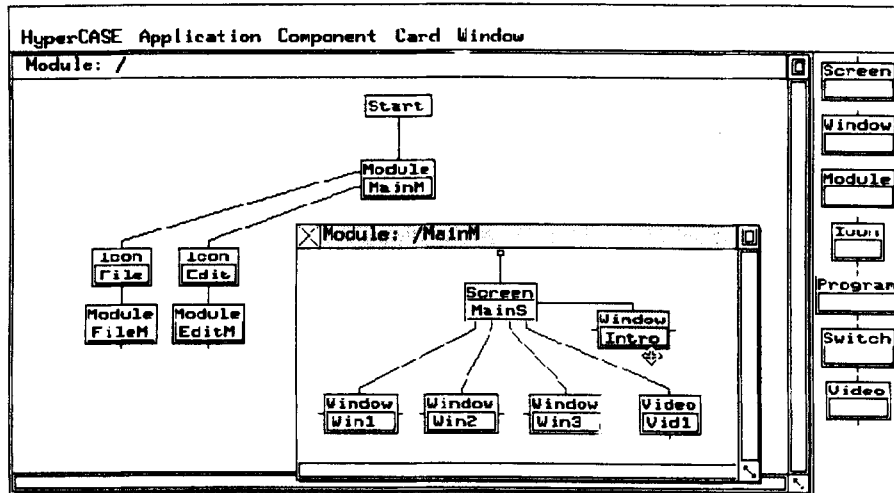 HyperCASE Application Component Card Window
Module: /
Start
Module
MainM
Icon
File
Icon
Edit
Module
FileM
Module
EditM
Module: /MainM
Screen
MainS
Window
Intro
Window
Win1
Window
Win2
Window
Win3
Video
Vid1
Screen
Window
Module
Icon
Program
Switch
Video